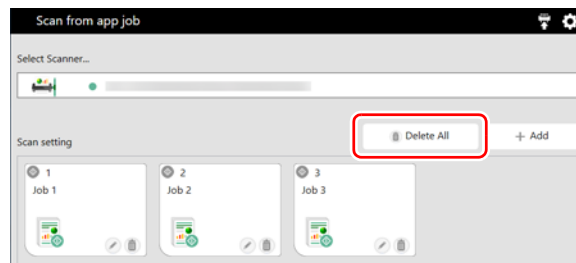 Scan from app job
Select Scanner...
Delete All
+ Add
Scan setting
1
2
3
Job 1
Job 2
Job 3